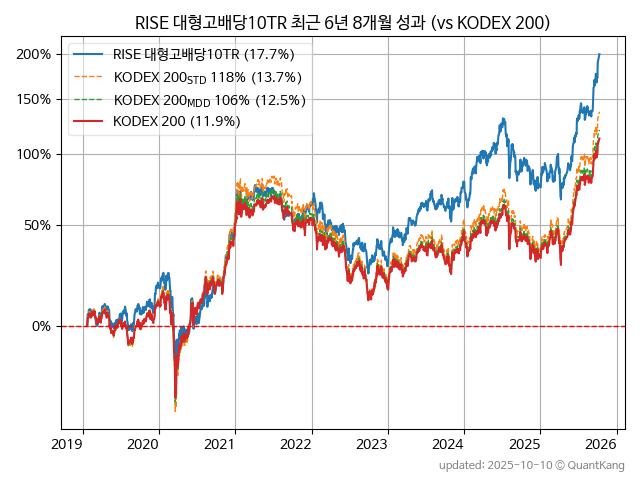 RISE 대형고배당10TR 최근 6년 8개월 성과 (vs KODEX 200)
RISE 대형고배당10TR (17.7%)
KODEX 200STD 118% (13.7%)
KODEX 200MDD 106% (12.5%)
KODEX 200 (11.9%)
200%
150%
100%
50%
0%
2019 2020 2021 2022 2023 2024 2025 2026
updated: 2025-10-10 © QuantKang